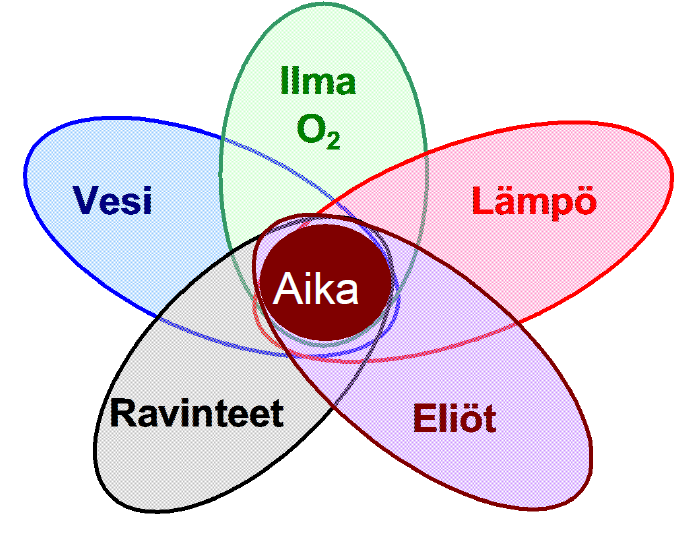 Ilma
O₂
Vesi
Lämpö
Aika
Ravinteet
Eliöt